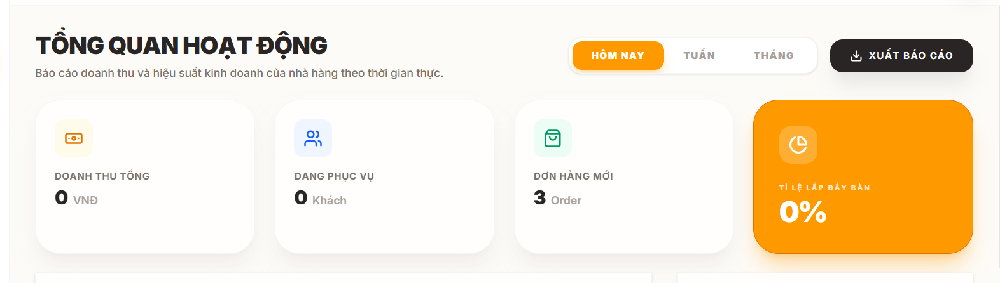 TỔNG QUAN HOẠT ĐỘNG
Báo cáo doanh thu và hiệu suất kinh doanh của nhà hàng theo thời gian thực.
HÔM NAY
TUẦN
THÁNG
XUẤT BÁO CÁO
DOANH THU TỔNG
0 VNĐ
ĐANG PHỤC VỤ
0 Khách
ĐƠN HÀNG MỚI
3 Order
TỈ LỆ LẤP ĐẦY BÀN
0%